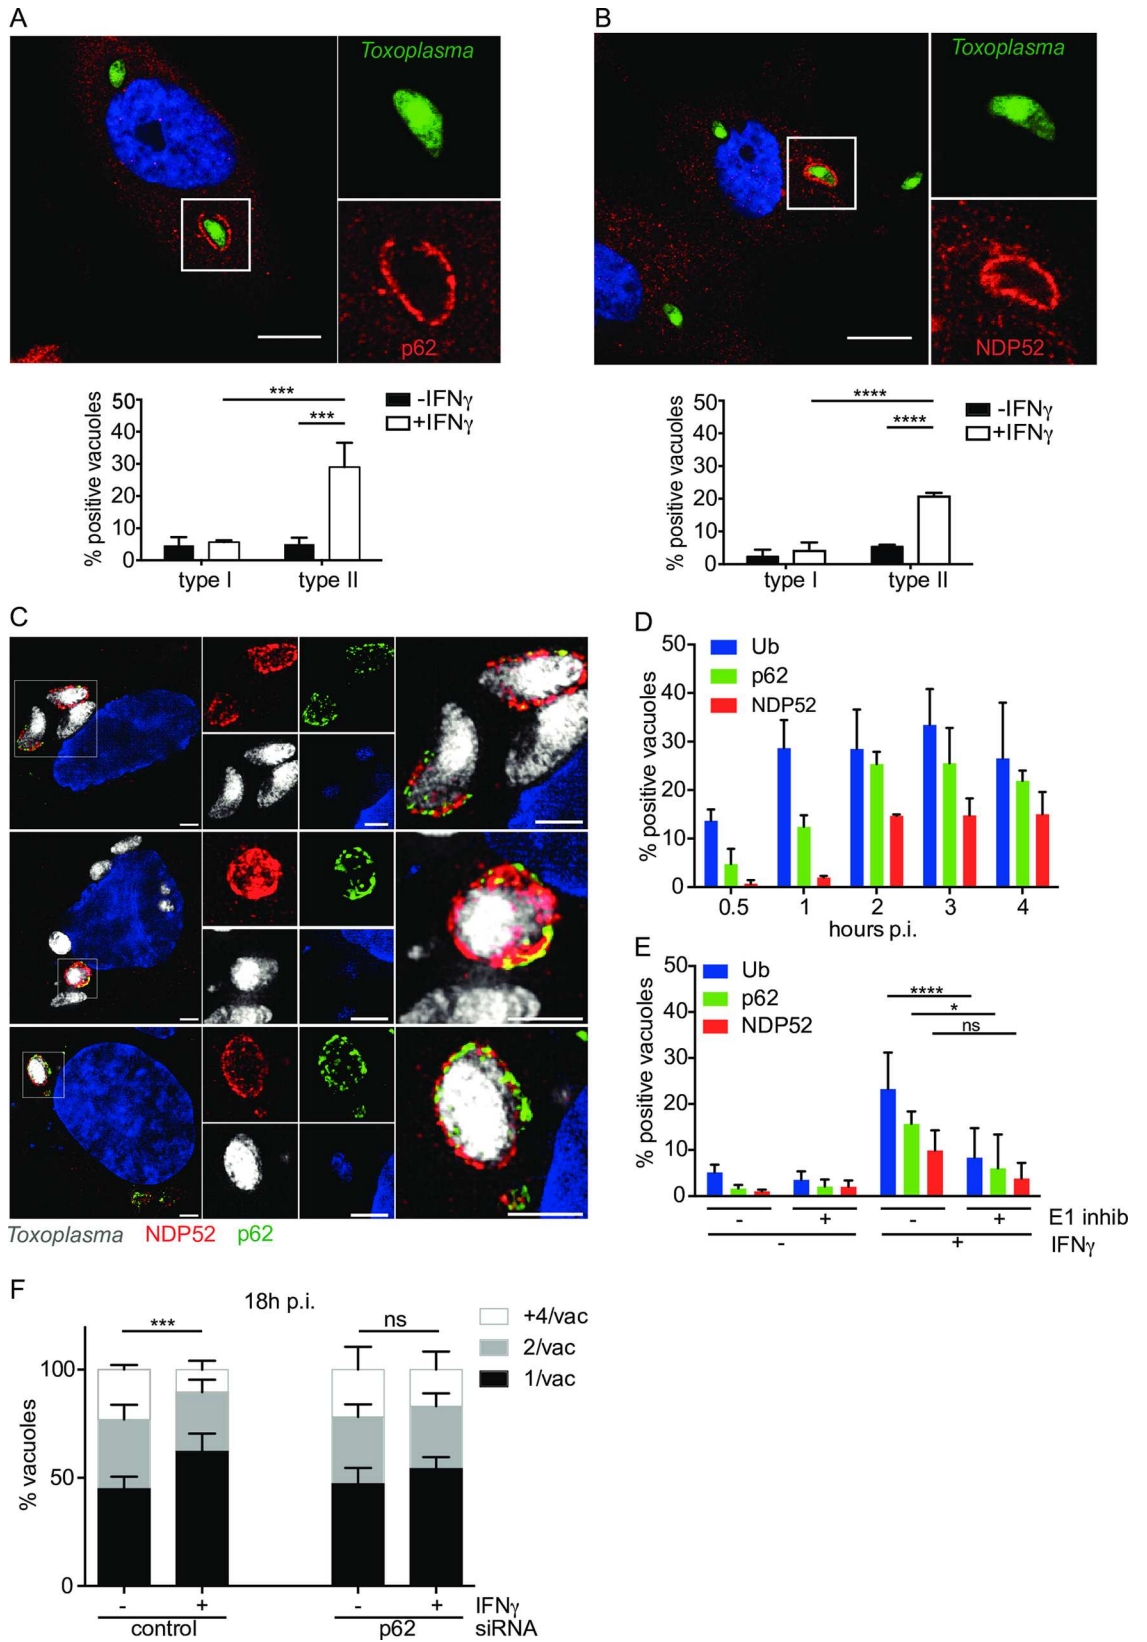 A
Toxoplasma
p62
% positive vacuoles
50
40
30
20
10
0
***
***
-IFNγ
+IFNγ
type I
type II
B
Toxoplasma
NDP52
% positive vacuoles
50
40
30
20
10
0
****
****
-IFNγ
+IFNγ
type I
type II
C
Toxoplasma NDP52 p62
D
% positive vacuoles
50
40
30
20
10
0
Ub
p62
NDP52
0.5 1 2 3 4
hours p.i.
E
% positive vacuoles
50
40
30
20
10
0
Ub
p62
NDP52
****
*
ns
- + - + E1 inhib
- + IFNγ
F
18h p.i.
% vacuoles
100
50
0
***
ns
+4/vac
2/vac
1/vac
- + - + IFNγ
control p62 siRNA